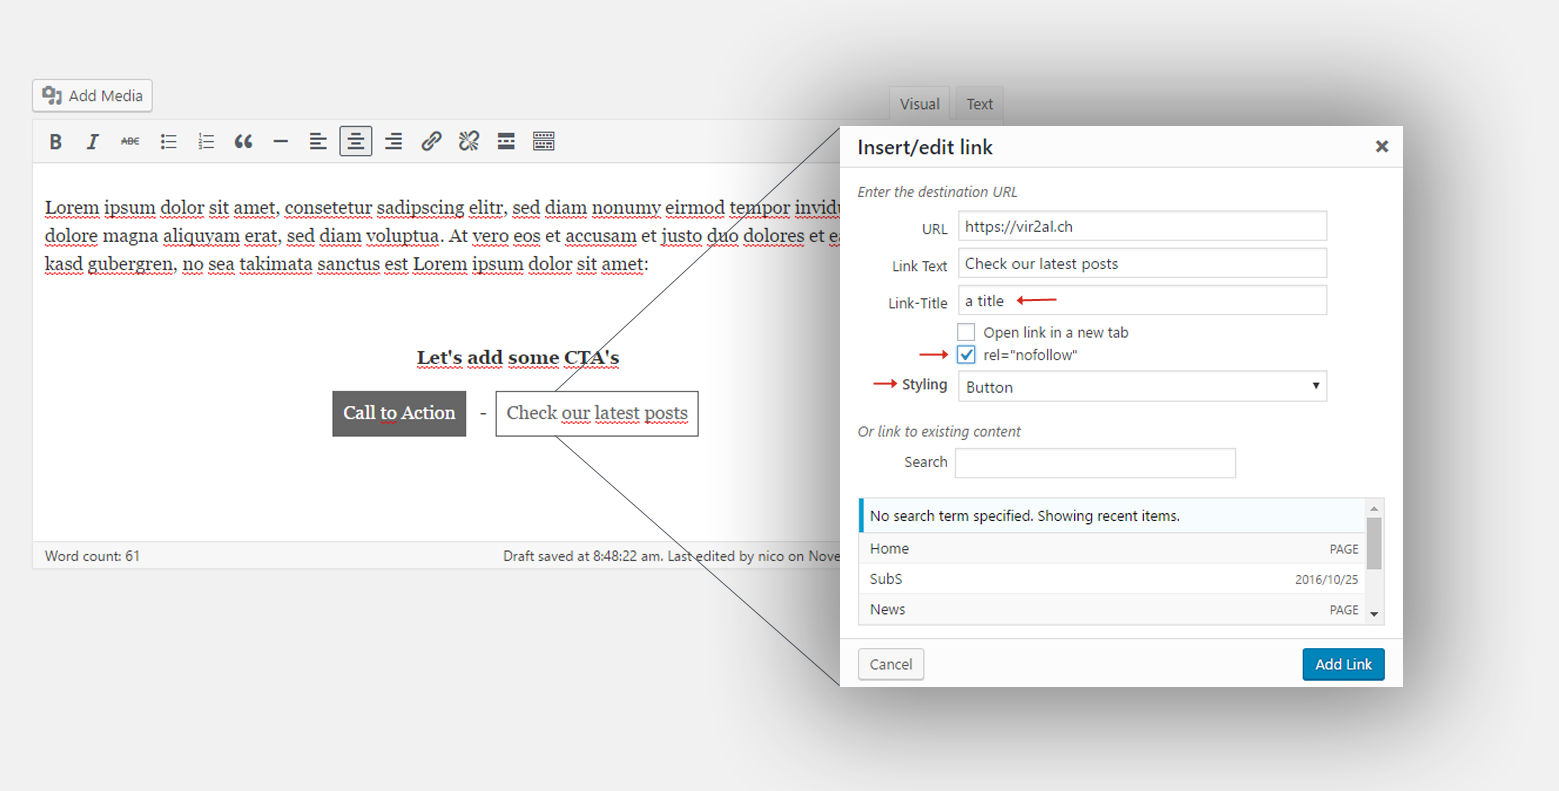 Add Media
Visual
Text
B I ABC
Lorem ipsum dolor sit amet, consetetur sadipscing elitr, sed diam nonumy eirmod tempor
dolore magna aliquyam erat, sed diam voluptua. At vero eos et accusam et justo duo dolores et
kasd gubergren, no sea takimata sanctus est Lorem ipsum dolor sit amet:
Let's add some CTA's
Call to Action - Check our latest posts
Word count: 61
Draft saved at 8:48:22 am. Last edited by nico on Nove
Insert/edit link
Enter the destination URL
URL https://vir2al.ch
Link Text Check our latest posts
Link-Title a title
Open link in a new tab
rel="nofollow"
Styling Button
Or link to existing content
Search
No search term specified. Showing recent items.
Home PAGE
SubS 2016/10/25
News PAGE
Cancel
Add Link